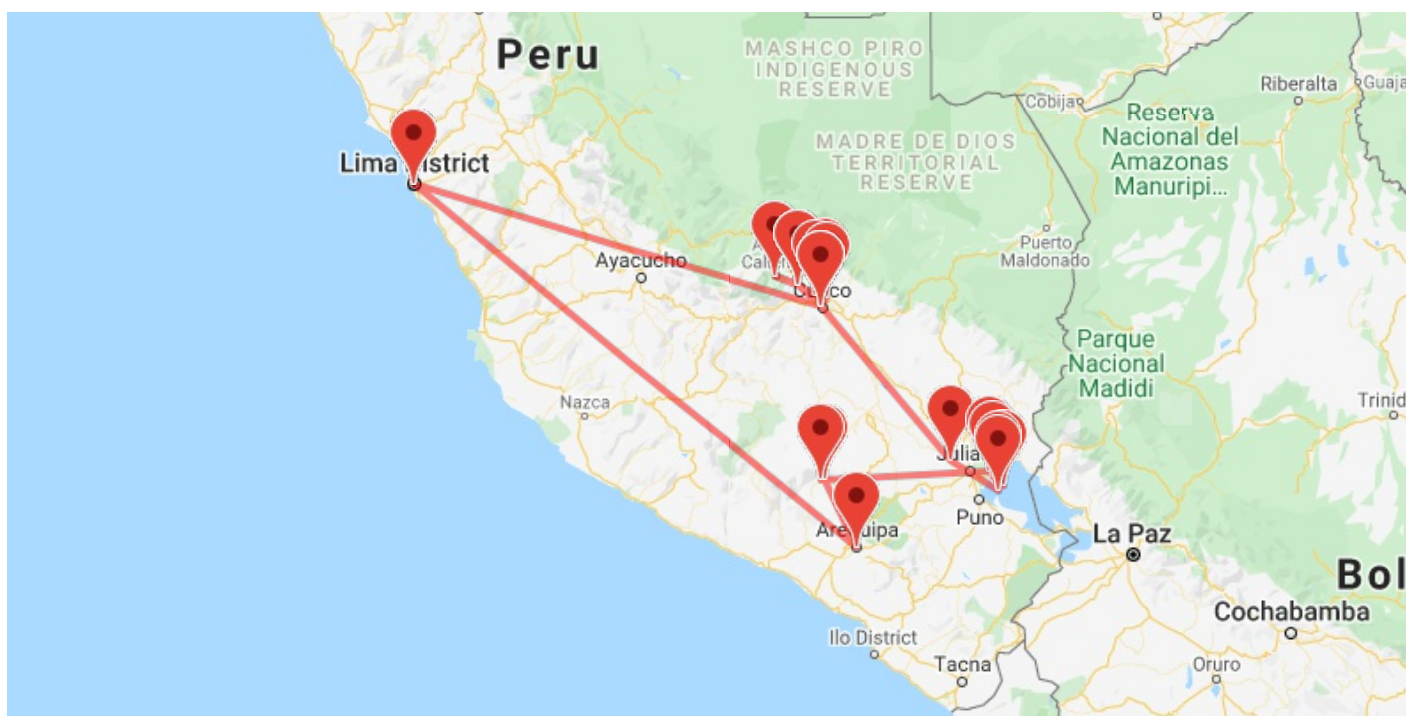 Peru
MASHCO PIRO
INDIGENOUS
RESERVE
Riberalta
Guaja
Cobija
Reserva
Nacional del
Amazonas
Manuripi...
MADRE DE DIOS
TERRITORIAL
RESERVE
Lima District
Puerto
Maldonado
Ayacucho
Parque
Nacional
Madidi
Nazca
Trinid
Puno
Arequipa
La Paz
Bol
Cochabamba
Ilo District
Tacna
Oruro